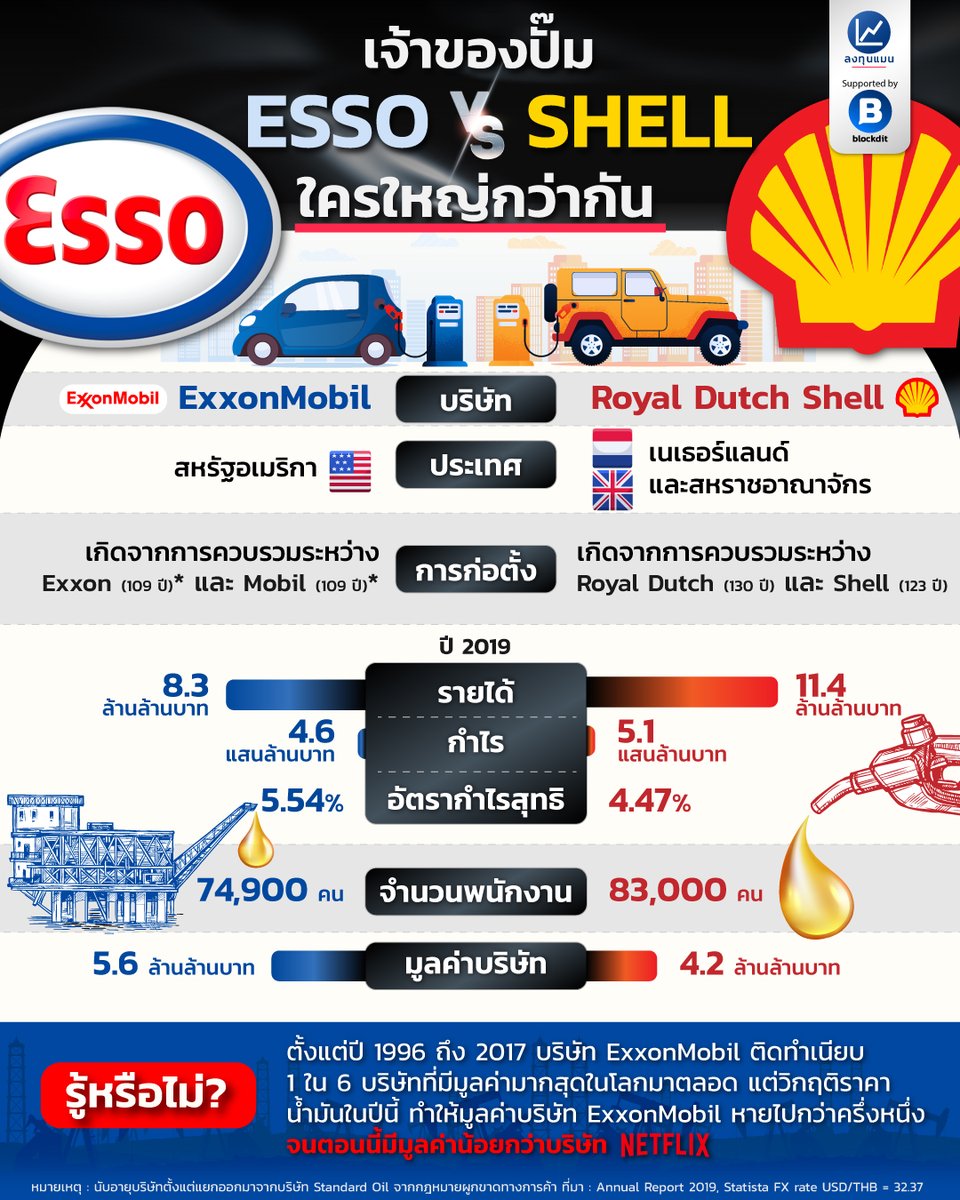 เจ้าของปั๊ม
ESSO VS SHELL
ใครใหญ่กว่ากัน
ลงทุนแมน
Supported by
B
blockdit
Esso
ExxonMobil ExxonMobil บริษัท Royal Dutch Shell
สหรัฐอเมริกา ประเทศ เนเธอร์แลนด์
และสหราชอาณาจักร
เกิดจากการควบรวมระหว่าง
Exxon (109 ปี)* และ Mobil (109 ปี)*
การก่อตั้ง
เกิดจากการควบรวมระหว่าง
Royal Dutch (130 ปี) และ Shell (123 ปี)
ปี 2019
8.3
ล้านล้านบาท
รายได้
11.4
ล้านล้านบาท
4.6
แสนล้านบาท
กำไร
5.1
แสนล้านบาท
5.54% อัตรากำไรสุทธิ 4.47%
74,900 คน จำนวนพนักงาน 83,000 คน
5.6 ล้านล้านบาท มูลค่าบริษัท 4.2 ล้านล้านบาท
รู้หรือไม่?
ตั้งแต่ปี 1996 ถึง 2017 บริษัท ExxonMobil ติดทำเนียบ
1 ใน 6 บริษัทที่มีมูลค่ามากสุดในโลกมาตลอด แต่วิกฤติราคา
น้ำมันในปีนี้ ทำให้มูลค่าบริษัท ExxonMobil หายไปกว่าครึ่งหนึ่ง
จนตอนนี้มีมูลค่าน้อยกว่าบริษัท NETFLIX
หมายเหตุ : นับอายุบริษัทตั้งแต่แยกออกมาจากบริษัท Standard Oil จากกฎหมายผูกขาดทางการค้า ที่มา : Annual Report 2019, Statista FX rate USD/THB = 32.37